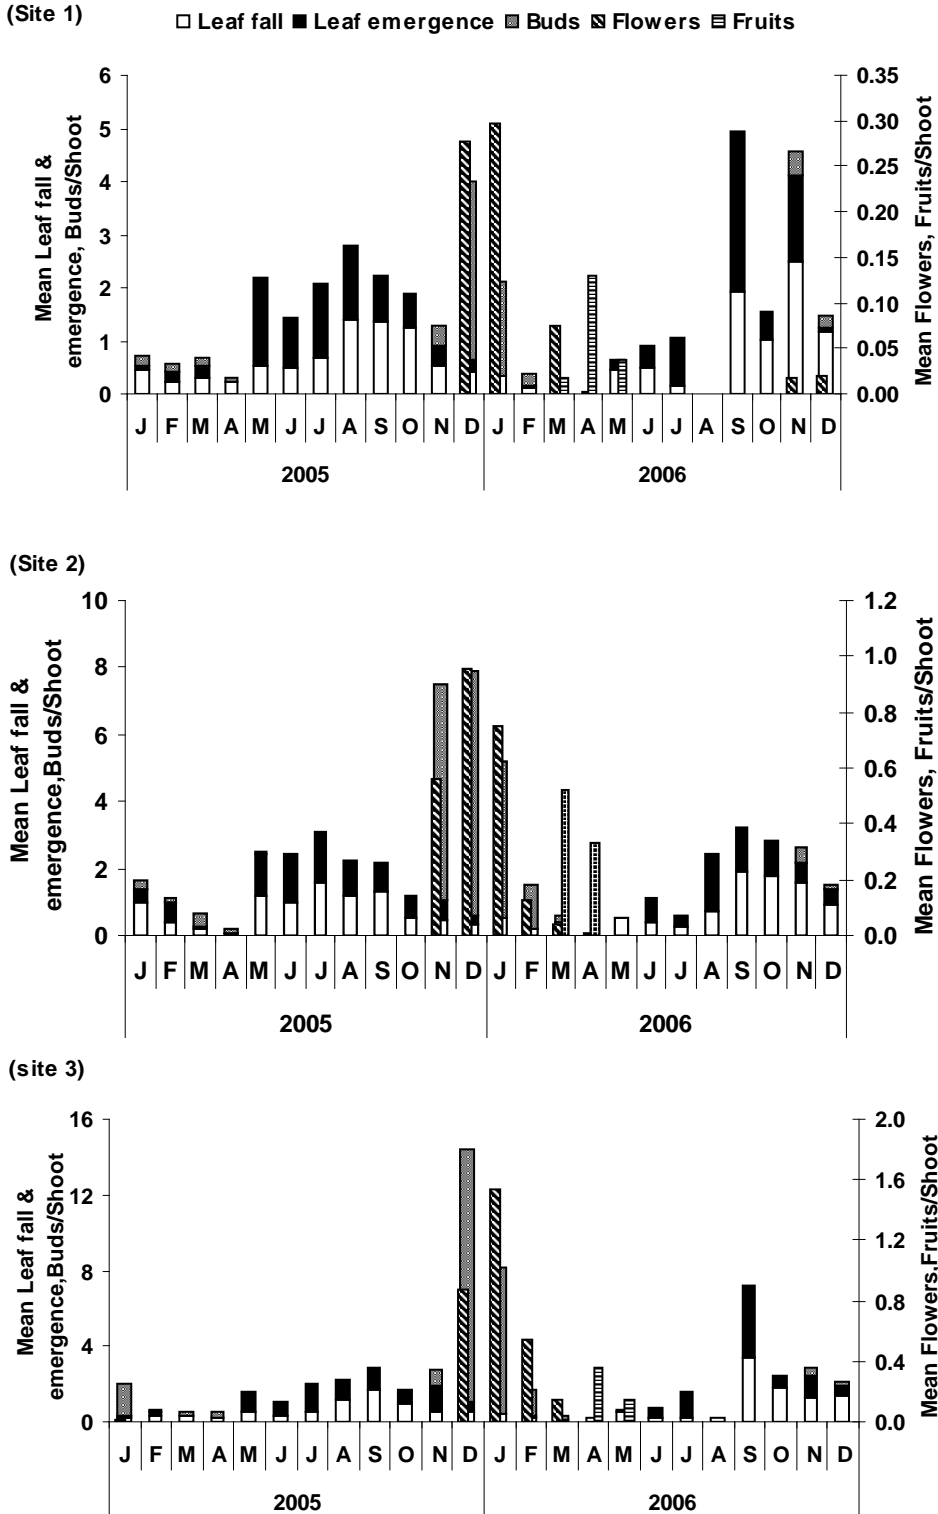 (Site 1)
Leaf fall Leaf emergence Buds Flowers Fruits
Mean Leaf fall &
emergence, Buds/Shoot
6
5
4
3
2
1
0
0.35
0.30
0.25
0.20
0.15
0.10
0.05
0.00
Mean Flowers, Fruits/Shoot
J F M A M J J A S O N D J F M A M J J A S O N D
2005 2006
(Site 2)
Mean Leaf fall &
emergence,Buds/Shoot
10
8
6
4
2
0
1.2
1.0
0.8
0.6
0.4
0.2
0.0
Mean Flowers, Fruits/Shoot
J F M A M J J A S O N D J F M A M J J A S O N D
2005 2006
(site 3)
Mean Leaf fall &
emergence,Buds/Shoot
16
12
8
4
0
2.0
1.6
1.2
0.8
0.4
0.0
Mean Flowers,Fruits/Shoot
J F M A M J J A S O N D J F M A M J J A S O N D
2005 2006